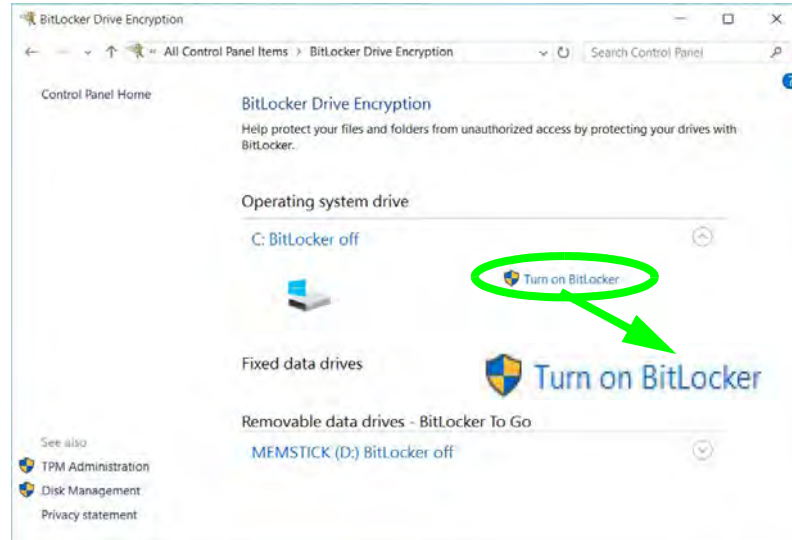 BitLocker Drive Encryption
« All Control Panel Items > BitLocker Drive Encryption
Search Control Panel
Control Panel Home
BitLocker Drive Encryption
Help protect your files and folders from unauthorized access by protecting your drives with
BitLocker.
Operating system drive
C: BitLocker off
Turn on BitLocker
Fixed data drives
Turn on BitLocker
Removable data drives - BitLocker To Go
MEMSTICK (D:) BitLocker off
See also
TPM Administration
Disk Management
Privacy statement